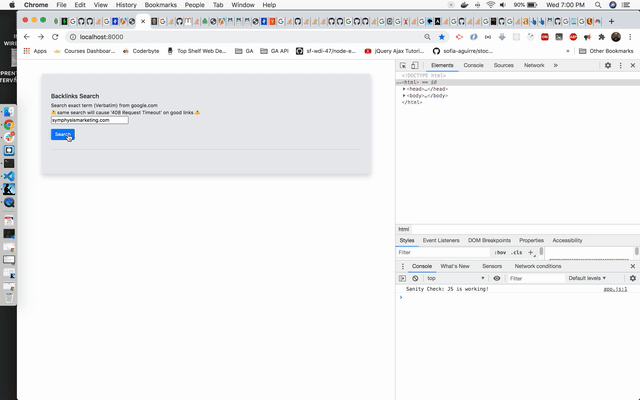 Chrome File Edit View History Bookmarks People Tab Window Help
90% Wed 7:00 PM
localhost:8000
Apps Courses Dashboar... Coderbyte Top Shelf Web De... GA GA API sf-wdi-47/node-e... jQuery Ajax Tutori... sofia-aguirre/stoc... Other Bookmarks
Backlinks Search
Search exact term (Verbatim) from google.com
same search will cause '408 Request Timeout' on good links
symphysismarketing.com
Search
Elements Console Sources Network
<!DOCTYPE html>
<html> == $0
<head>…</head>
<body>…</body>
</html>
html
Styles Event Listeners DOM Breakpoints Properties Accessibility
Filter :hov .cls
Console What's New Sensors Network conditions
top Filter Default levels
Sanity Check: JS is working! app.js:1